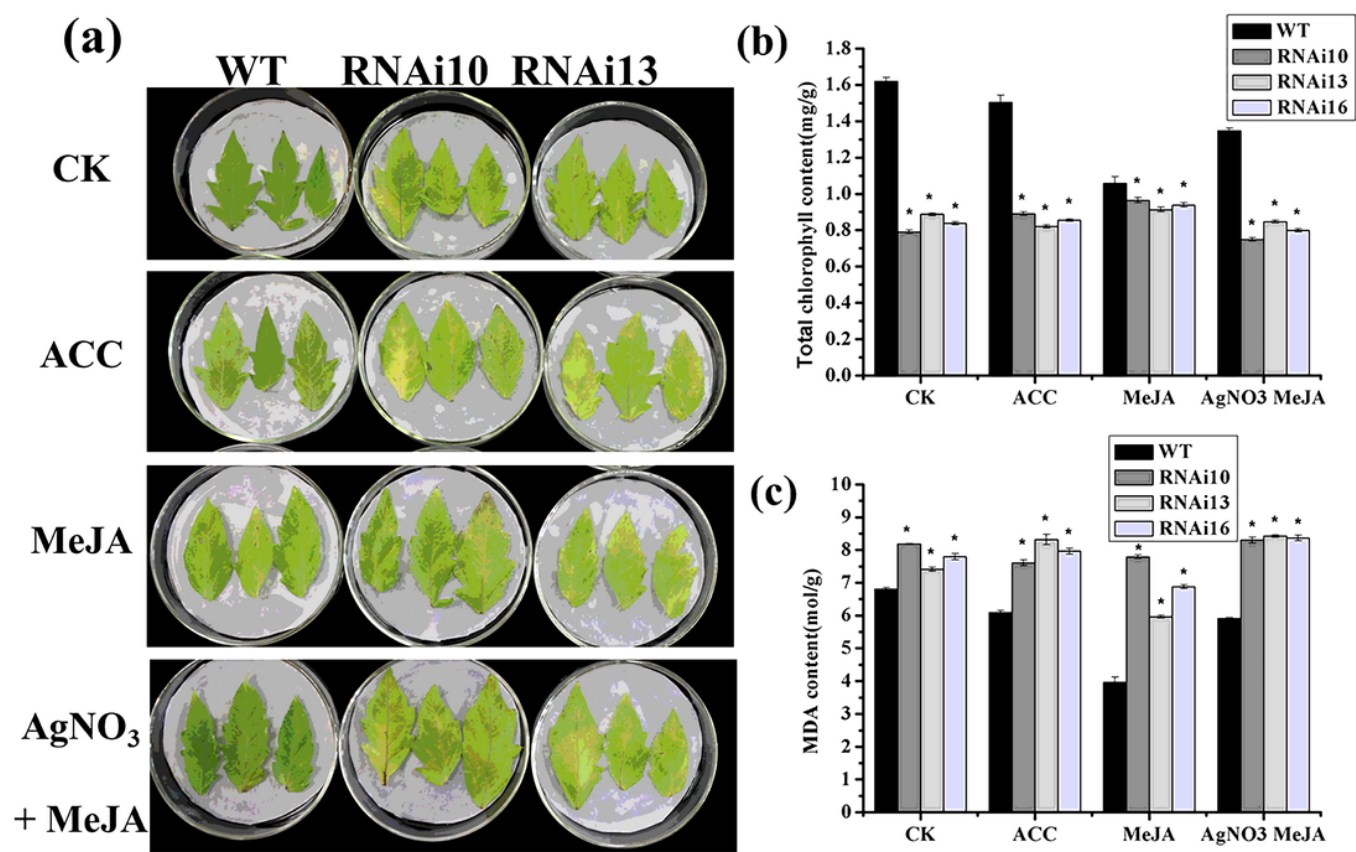 (a)
WT RNAi10 RNAi13
CK
ACC
MeJA
AgNO3
+ MeJA
(b)
WT
RNAi10
RNAi13
RNAi16
Total chlorophyll content(mg/g)
1.8
1.6
1.4
1.2
1.0
0.8
0.6
0.4
0.2
0.0
* * *
* * *
* * *
* * *
CK ACC MeJA AgNO3 MeJA
(c)
WT
RNAi10
RNAi13
RNAi16
MDA content(mol/g)
10
9
8
7
6
5
4
3
2
1
0
* * *
* * *
* * *
* * *
CK ACC MeJA AgNO3 MeJA